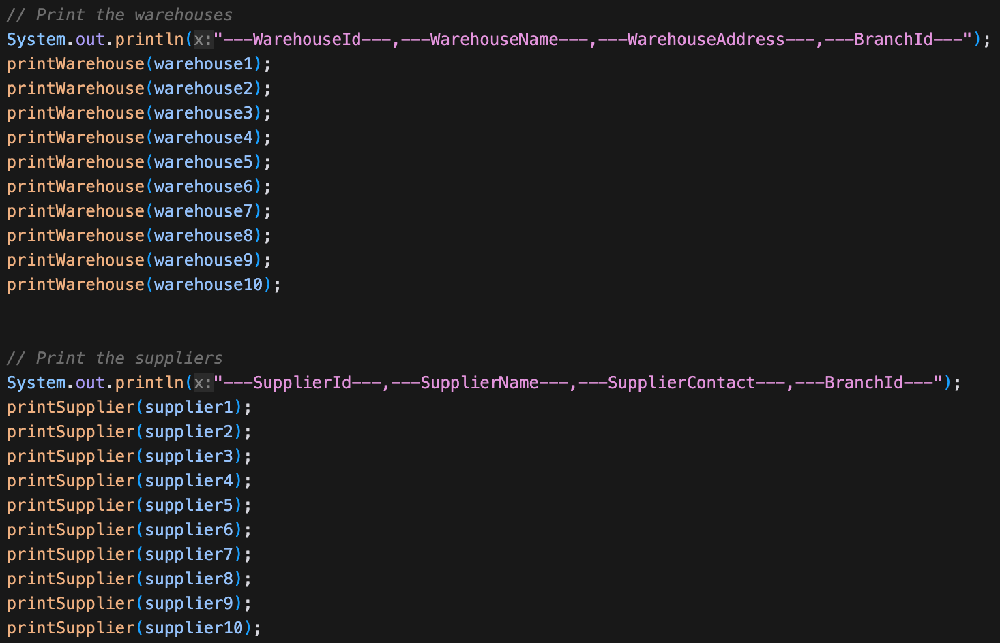 // Print the warehouses
System.out.println(x:"---WarehouseId---,---WarehouseName---,---WarehouseAddress---,---BranchId---");
printWarehouse(warehouse1);
printWarehouse(warehouse2);
printWarehouse(warehouse3);
printWarehouse(warehouse4);
printWarehouse(warehouse5);
printWarehouse(warehouse6);
printWarehouse(warehouse7);
printWarehouse(warehouse8);
printWarehouse(warehouse9);
printWarehouse(warehouse10);
// Print the suppliers
System.out.println(x:"---SupplierId---,---SupplierName---,---SupplierContact---,---BranchId---");
printSupplier(supplier1);
printSupplier(supplier2);
printSupplier(supplier3);
printSupplier(supplier4);
printSupplier(supplier5);
printSupplier(supplier6);
printSupplier(supplier7);
printSupplier(supplier8);
printSupplier(supplier9);
printSupplier(supplier10);